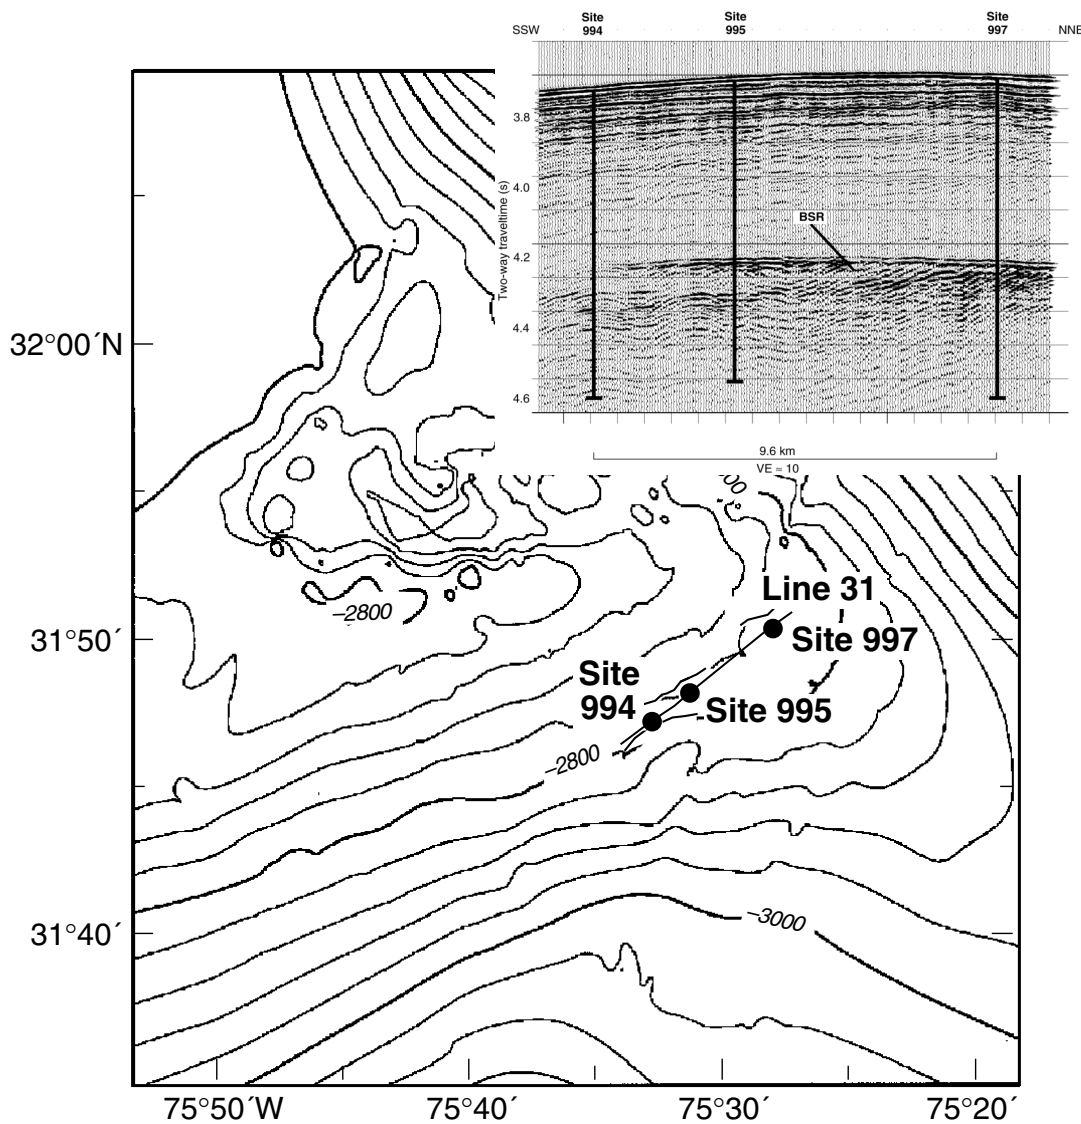 Site
994
Site
995
Site
997
SSW
NNE
3.8
4.0
4.2
4.4
4.6
Two-way traveltime (s)
BSR
9.6 km
VE ≈ 10
32°00´N
31°50´
31°40´
–2800
Line 31
Site 997
Site
994
Site 995
–2800
–3000
75°50´W
75°40´
75°30´
75°20´